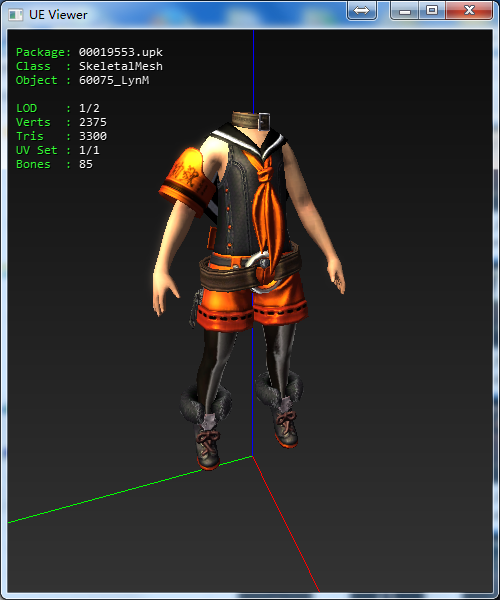 UE Viewer
Package: 00019553.upk
Class : SkeletalMesh
Object : 60075_LynM
LOD : 1/2
Verts : 2375
Tris : 3300
UV Set : 1/1
Bones : 85